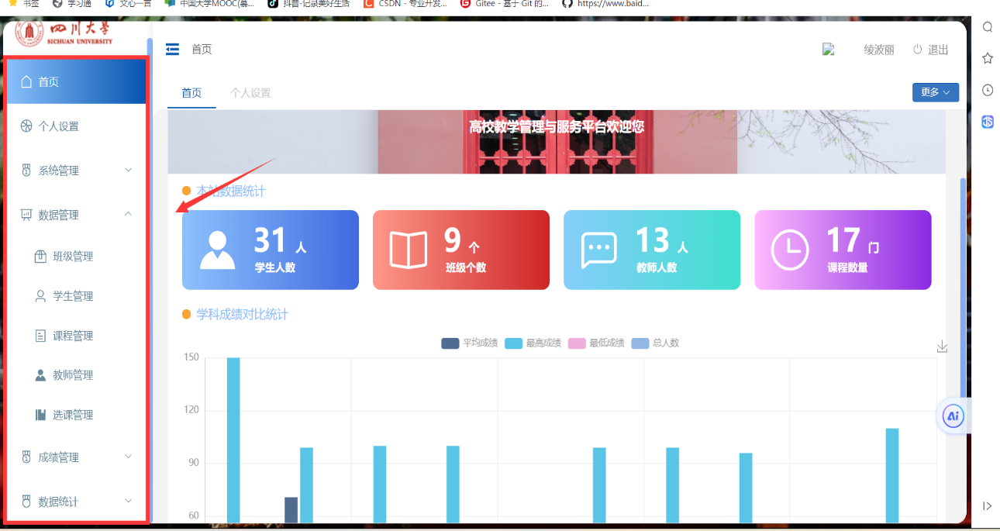 书签 学习通 文心一言 中国大学MOOC(慕... 抖音-记录美好生活 CSDN - 专业开发... Gitee - 基于 Git 的... https://www.baid...
四川大学
SICHUAN UNIVERSITY
首页
个人设置
系统管理
数据管理
班级管理
学生管理
课程管理
教师管理
选课管理
成绩管理
数据统计
首页
绫波丽 退出
首页 个人设置
更多
高校教学管理与服务平台欢迎您
本站数据统计
31 人
学生人数
9 个
班级个数
13 人
教师人数
17 门
课程数量
学科成绩对比统计
平均成绩 最高成绩 最低成绩 总人数
150
120
90
60
Ai